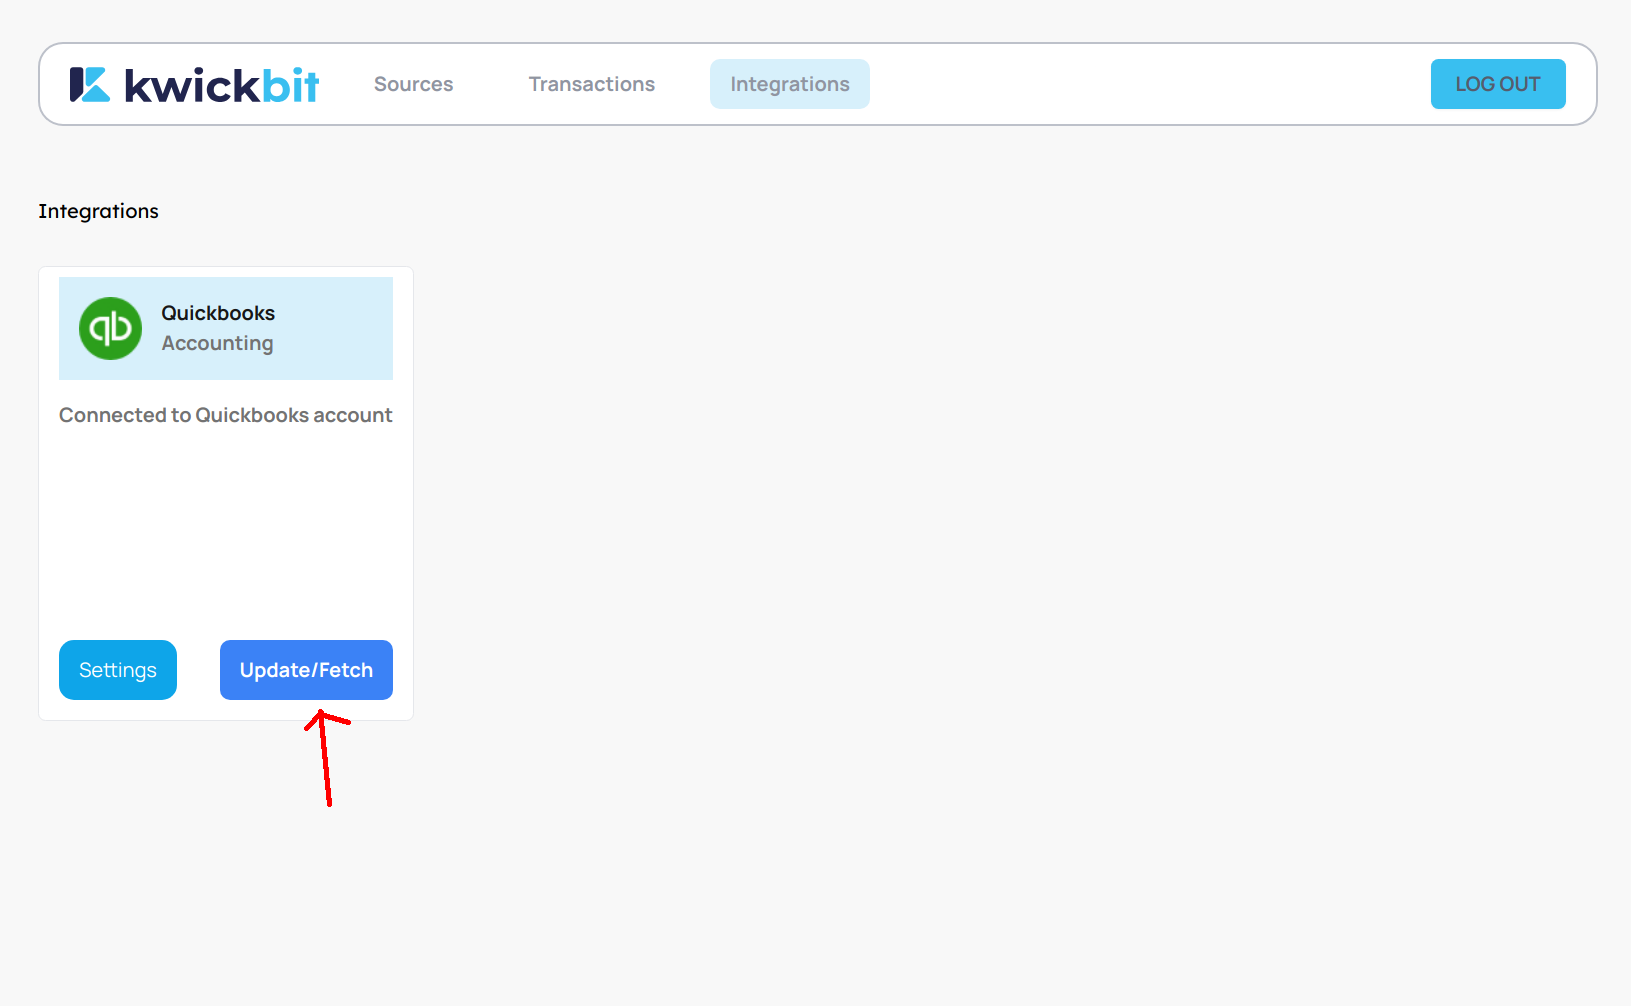 kwickbit Sources Transactions Integrations LOG OUT
Integrations
qb Quickbooks
Accounting
Connected to Quickbooks account
Settings Update/Fetch